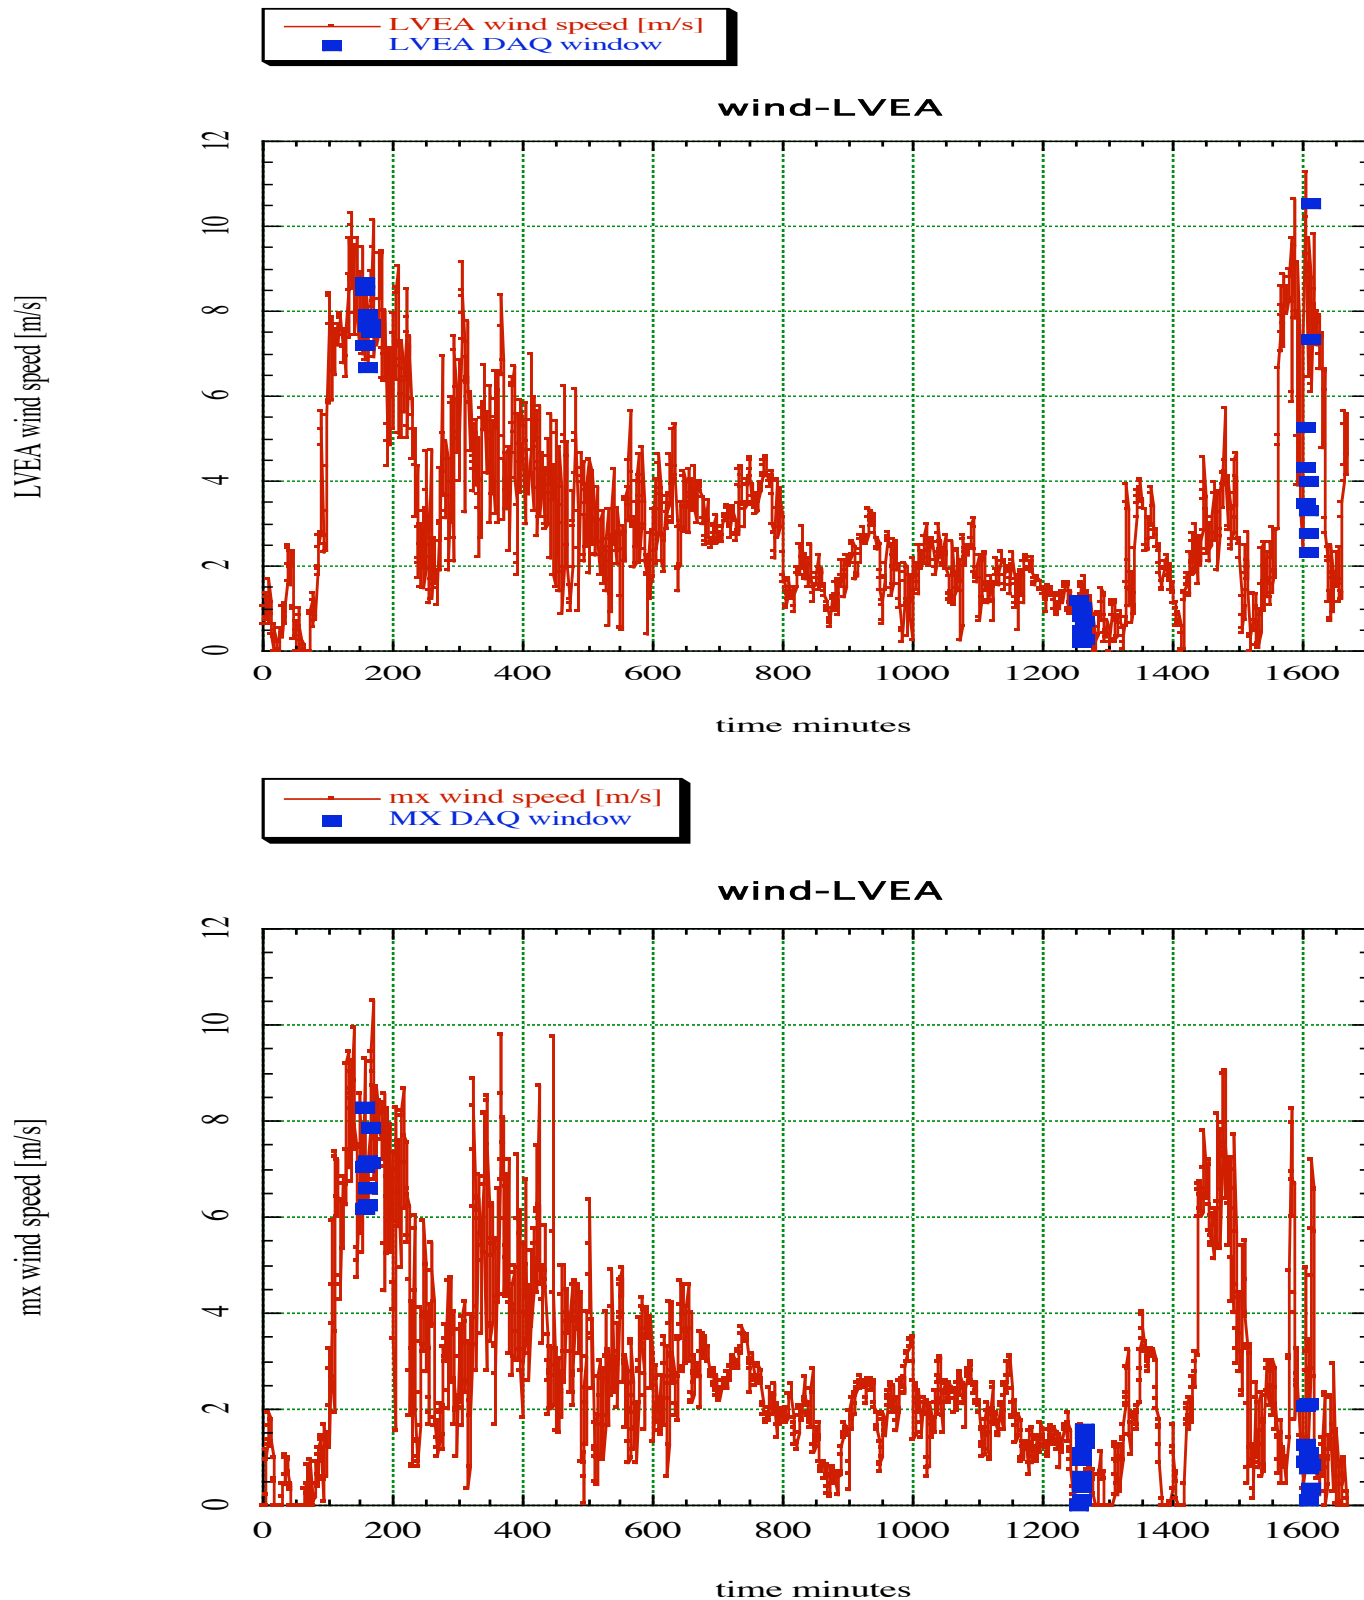 LVEA wind speed [m/s]
LVEA DAQ window
wind-LVEA
LVEA wind speed [m/s]
12
10
8
6
4
2
0
0 200 400 600 800 1000 1200 1400 1600
time minutes
mx wind speed [m/s]
MX DAQ window
wind-LVEA
mx wind speed [m/s]
12
10
8
6
4
2
0
0 200 400 600 800 1000 1200 1400 1600
time minutes